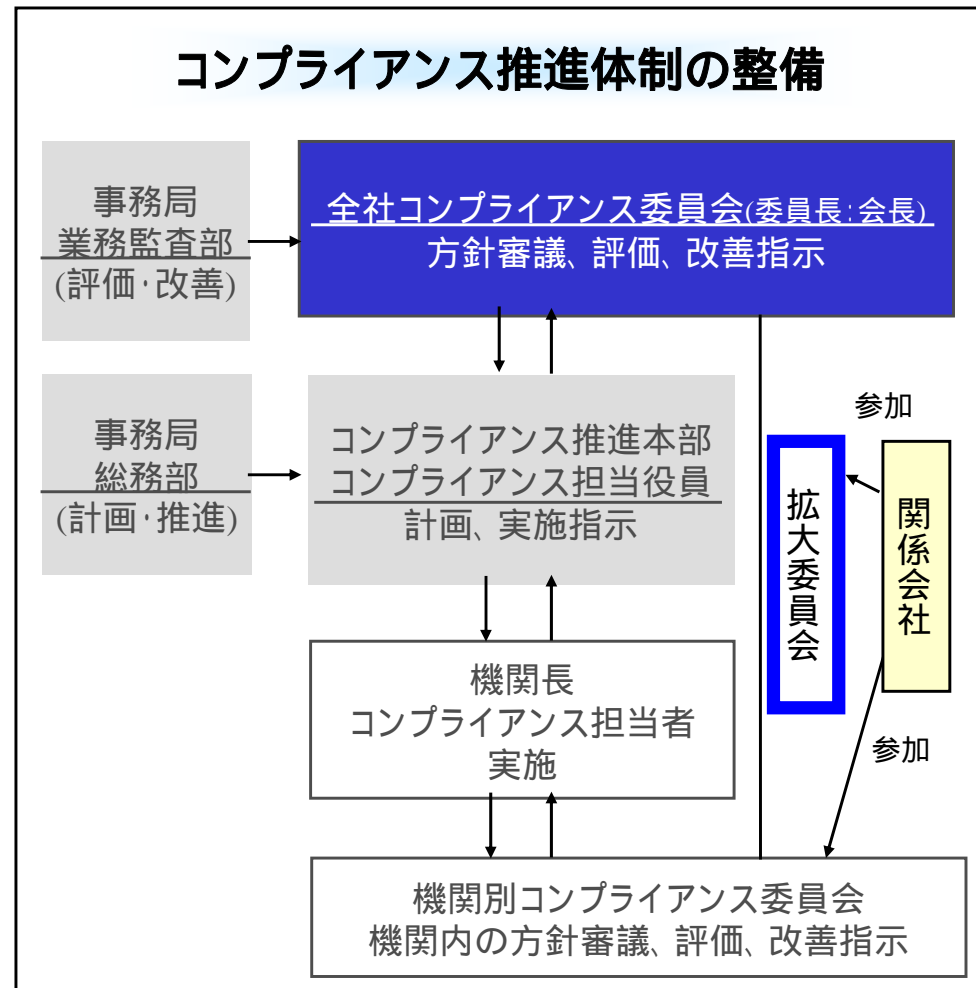 コンプライアンス推進体制の整備
事務局
業務監査部
(評価・改善)
全社コンプライアンス委員会(委員長:会長)
方針審議、評価、改善指示
事務局
総務部
(計画・推進)
コンプライアンス推進本部
コンプライアンス担当役員
計画、実施指示
参加
拡大委員会
関係会社
機関長
コンプライアンス担当者
実施
参加
機関別コンプライアンス委員会
機関内の方針審議、評価、改善指示